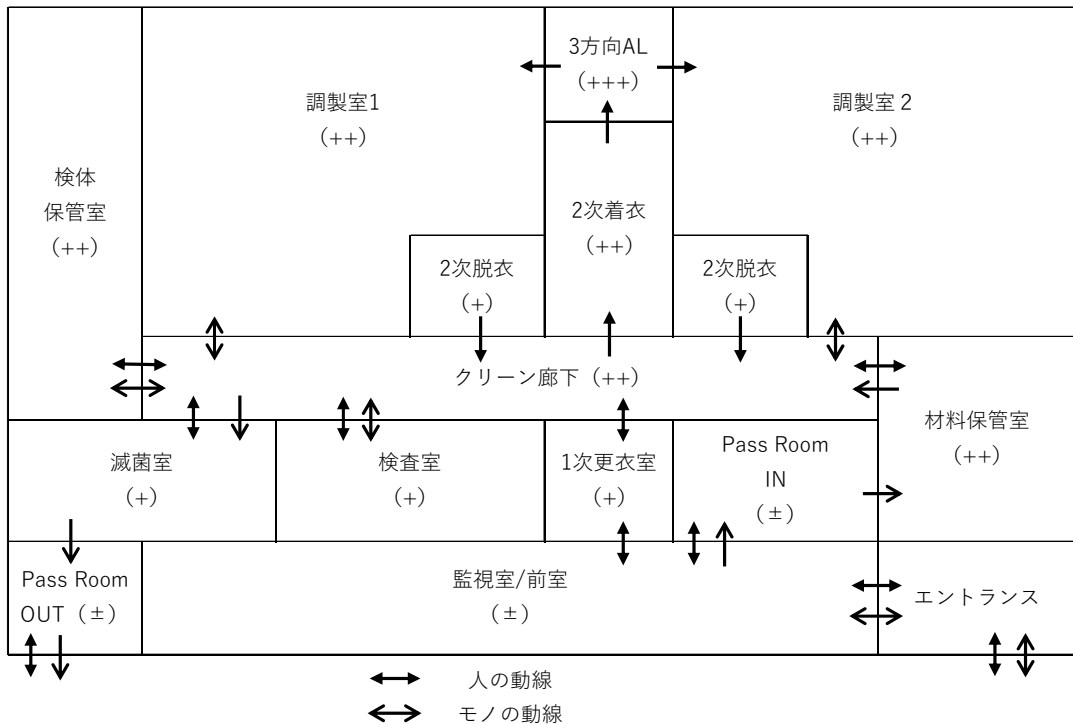 3方向AL
(+++)
調製室1
(++)
調製室２
(++)
検体
保管室
(++)
2次着衣
(++)
2次脱衣
(+)
2次脱衣
(+)
クリーン廊下 (++)
材料保管室
(++)
滅菌室
(+)
検査室
(+)
1次更衣室
(+)
Pass Room
IN
(±)
Pass Room
OUT (±)
監視室/前室
(±)
エントランス
人の動線
モノの動線